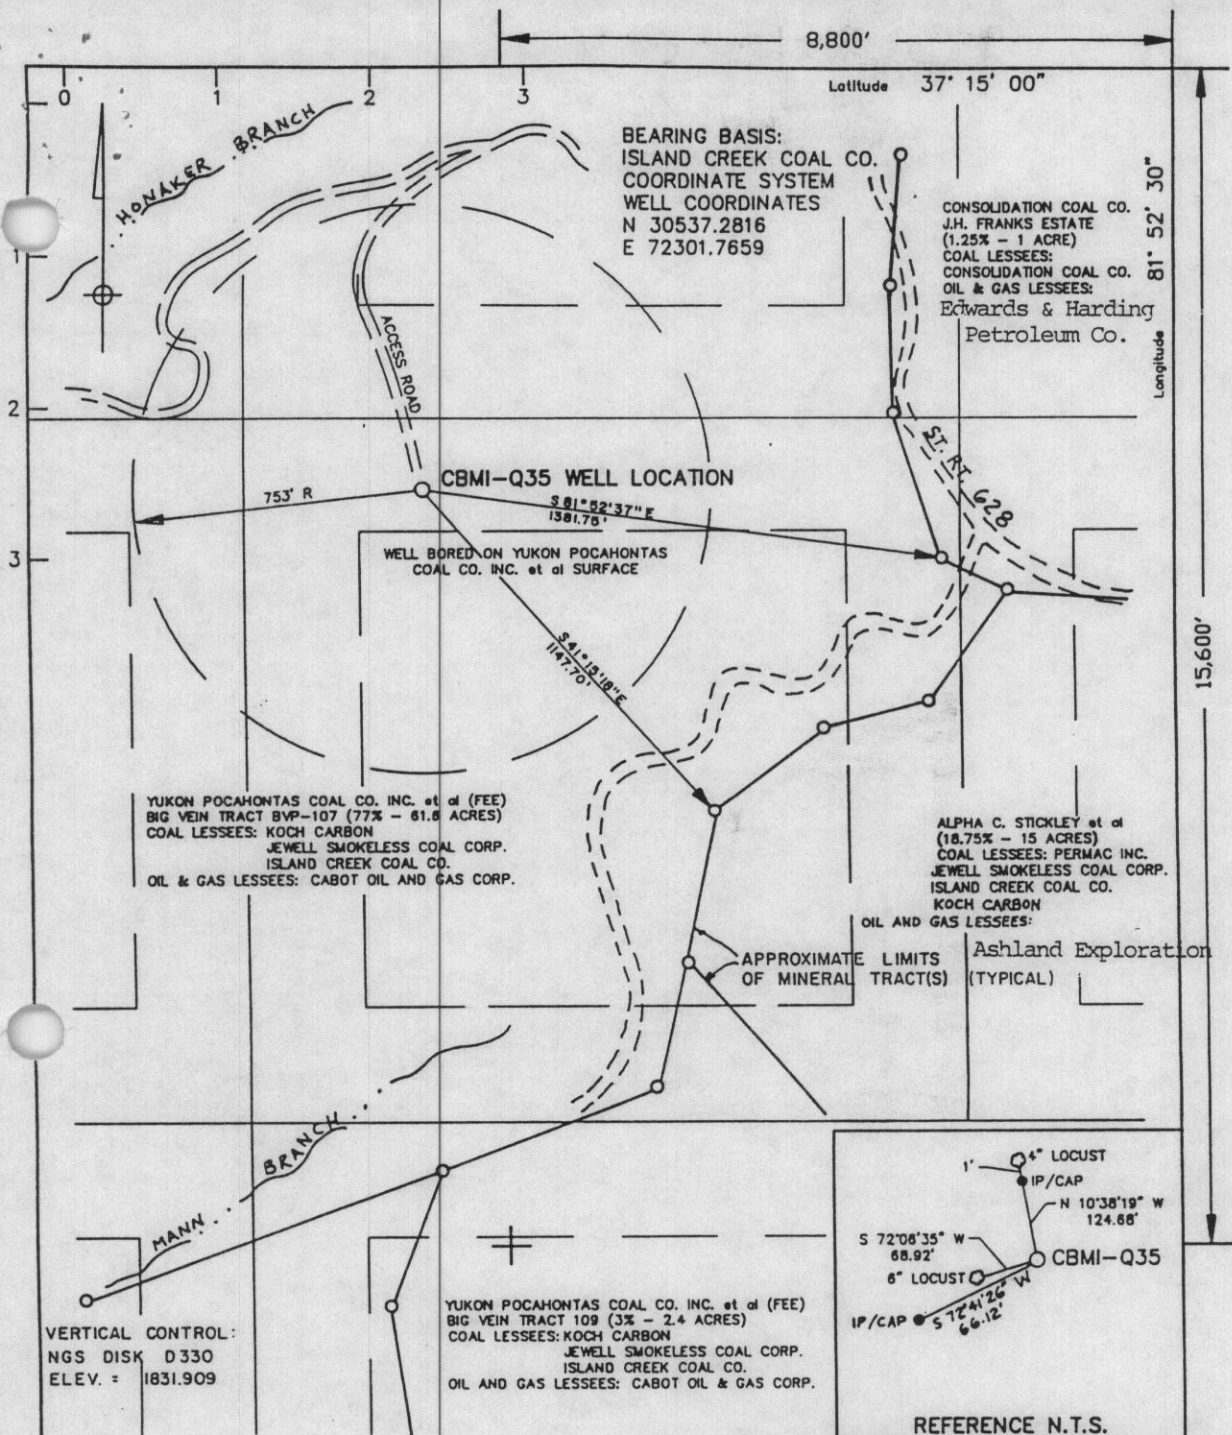 8,800'
0 1 2 3
Latitude 37° 15' 00"
HONAKER BRANCH
BEARING BASIS:
ISLAND CREEK COAL CO.
COORDINATE SYSTEM
WELL COORDINATES
N 30537.2816
E 72301.7659
CONSOLIDATION COAL CO.
J.H. FRANKS ESTATE
(1.25% - 1 ACRE)
COAL LESSEES:
CONSOLIDATION COAL CO.
OIL & GAS LESSEES:
Edwards & Harding
Petroleum Co.
Longitude 81° 52' 30"
1
2
3
ACCESS ROAD
ST. RT. 628
CBMI-Q35 WELL LOCATION
753' R
S 81°52'37" E
1381.75'
WELL BORED ON YUKON POCAHONTAS
COAL CO. INC. et al SURFACE
S 41°15'18" E
1147.70'
15,600'
YUKON POCAHONTAS COAL CO. INC. et al (FEE)
BIG VEIN TRACT BVP-107 (77% - 61.6 ACRES)
COAL LESSEES: KOCH CARBON
JEWELL SMOKELESS COAL CORP.
ISLAND CREEK COAL CO.
OIL & GAS LESSEES: CABOT OIL AND GAS CORP.
ALPHA C. STICKLEY et al
(18.75% - 15 ACRES)
COAL LESSEES: PERMAC INC.
JEWELL SMOKELESS COAL CORP.
ISLAND CREEK COAL CO.
KOCH CARBON
OIL AND GAS LESSEES:
Ashland Exploration
APPROXIMATE LIMITS
OF MINERAL TRACT(S) (TYPICAL)
MANN BRANCH
4" LOCUST
1'
IP/CAP
N 10°38'19" W
124.68'
S 72°06'35" W
68.92'
CBMI-Q35
6" LOCUST
IP/CAP
S 72°41'26" W
66.12'
REFERENCE N.T.S.
VERTICAL CONTROL:
NGS DISK D 330
ELEV. = 1831.909
YUKON POCAHONTAS COAL CO. INC. et al (FEE)
BIG VEIN TRACT 109 (3% - 2.4 ACRES)
COAL LESSEES: KOCH CARBON
JEWELL SMOKELESS COAL CORP.
ISLAND CREEK COAL CO.
OIL AND GAS LESSEES: CABOT OIL & GAS CORP.